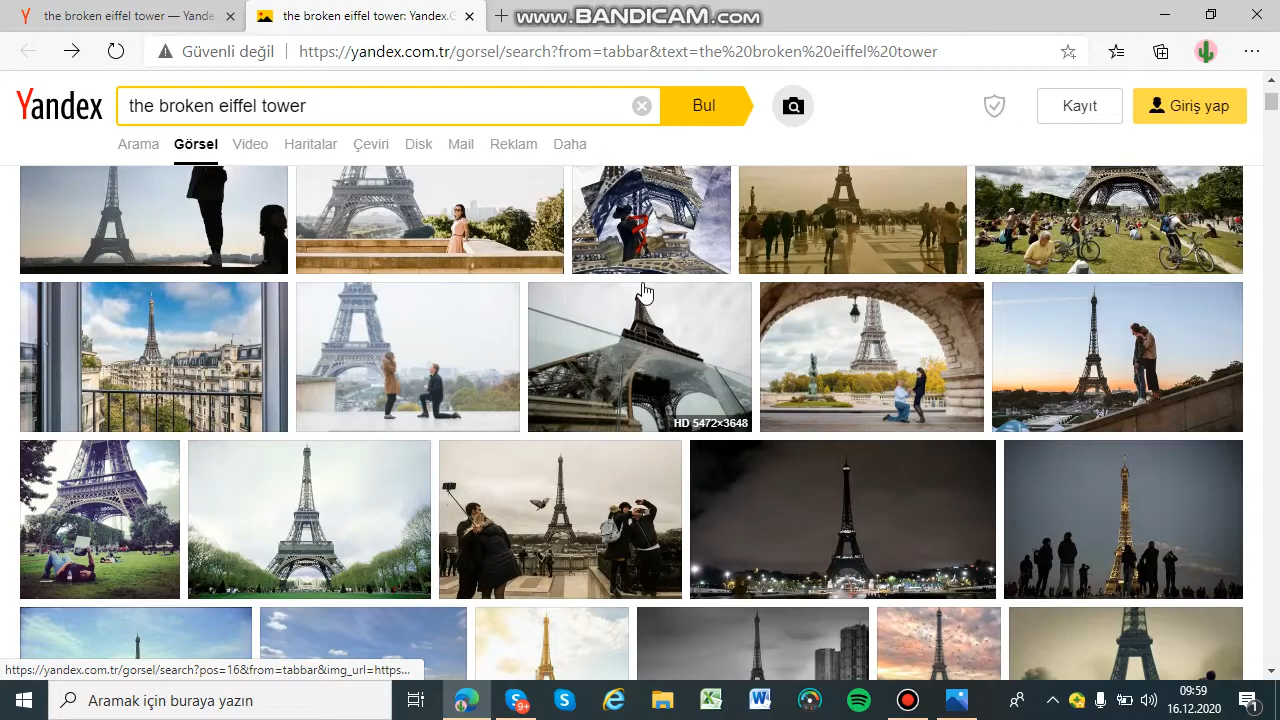 the broken eiffel tower — Yande
the broken eiffel tower Yandex.G
www.BANDICAM.com
Güvenli değil
https://yandex.com.tr/gorsel/search?from=tabbar&text=the%20broken%20eiffel%20tower
Yandex
the broken eiffel tower
Bul
Kayıt
Giriş yap
Arama
Görsel
Video
Haritalar
Çeviri
Disk
Mail
Reklam
Daha
HD 5472×3648
https://yandex.com.tr/gorsel/search?pos=16&from=tabbar&img_url=https...
Aramak için buraya yazın
9+
09:59
16.12.2020
1